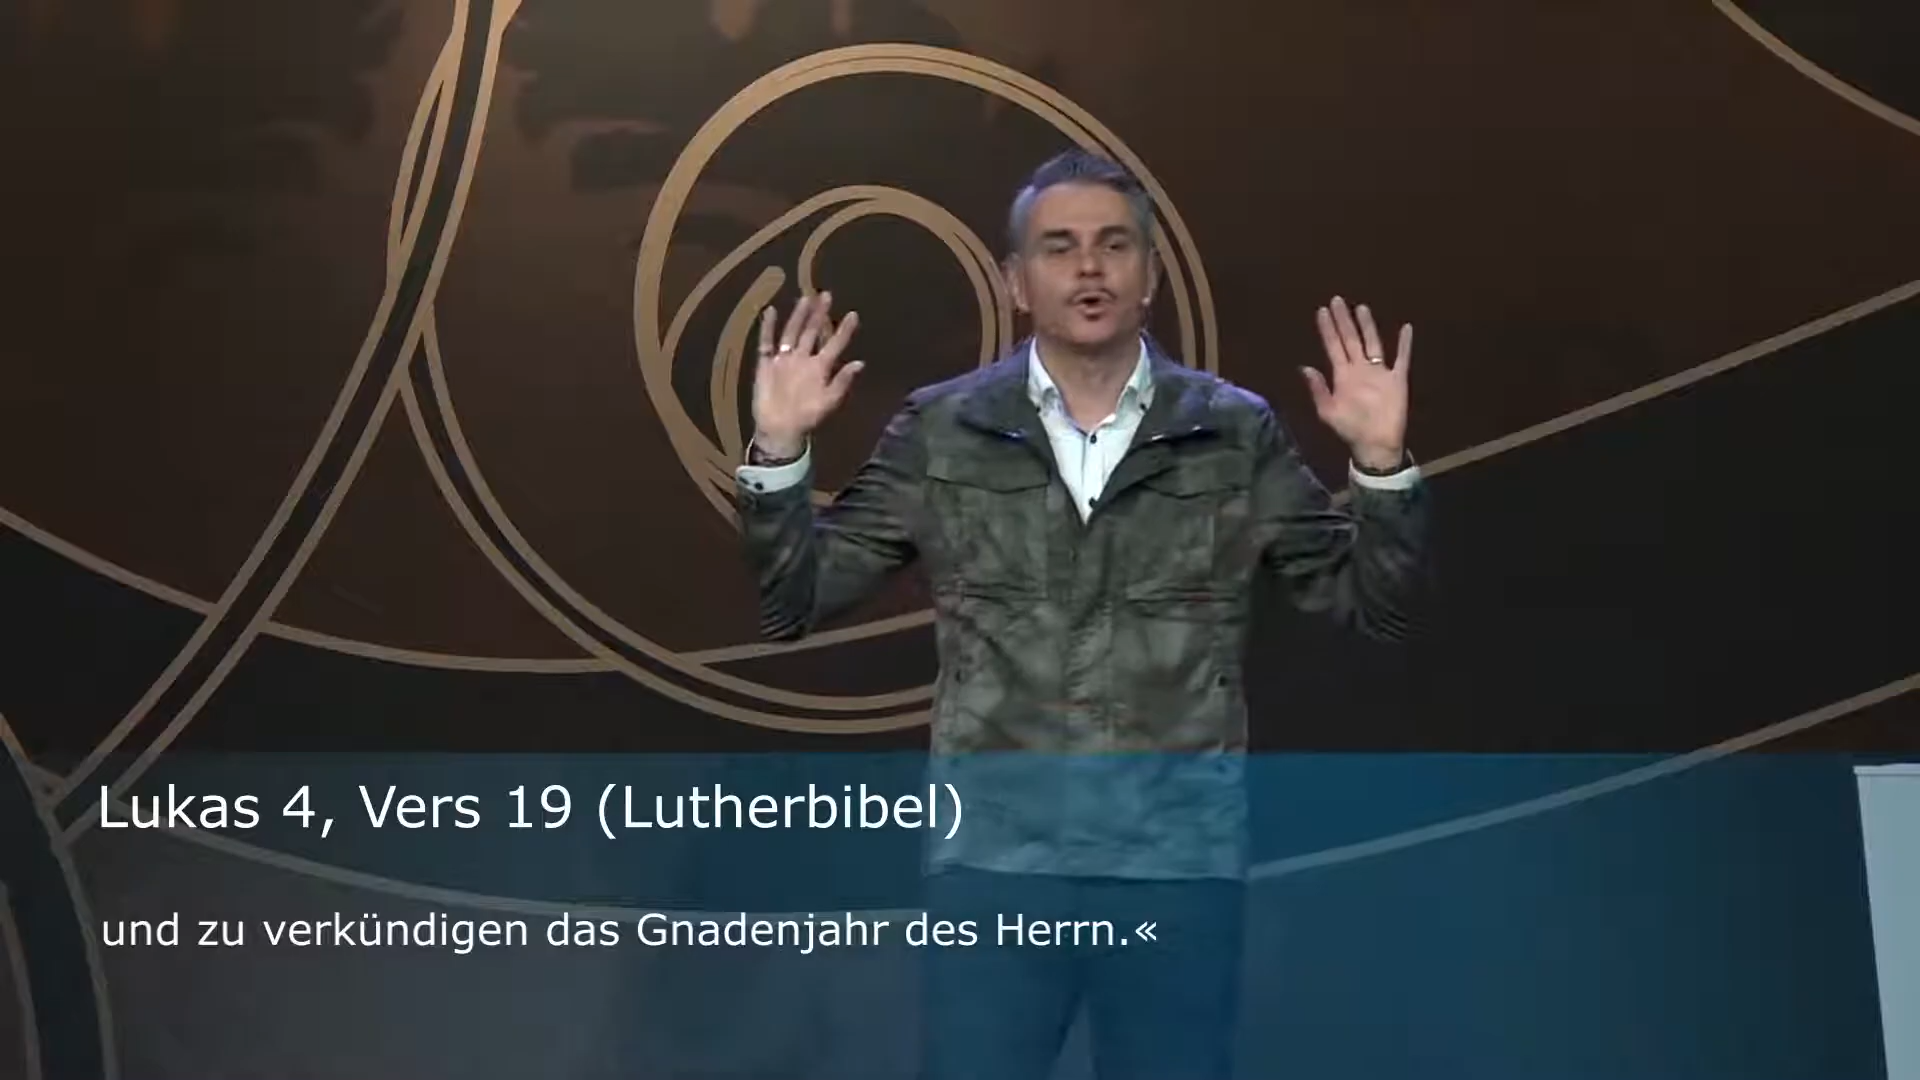 Lukas 4, Vers 19 (Lutherbibel)
und zu verkündigen das Gnadenjahr des Herrn.«